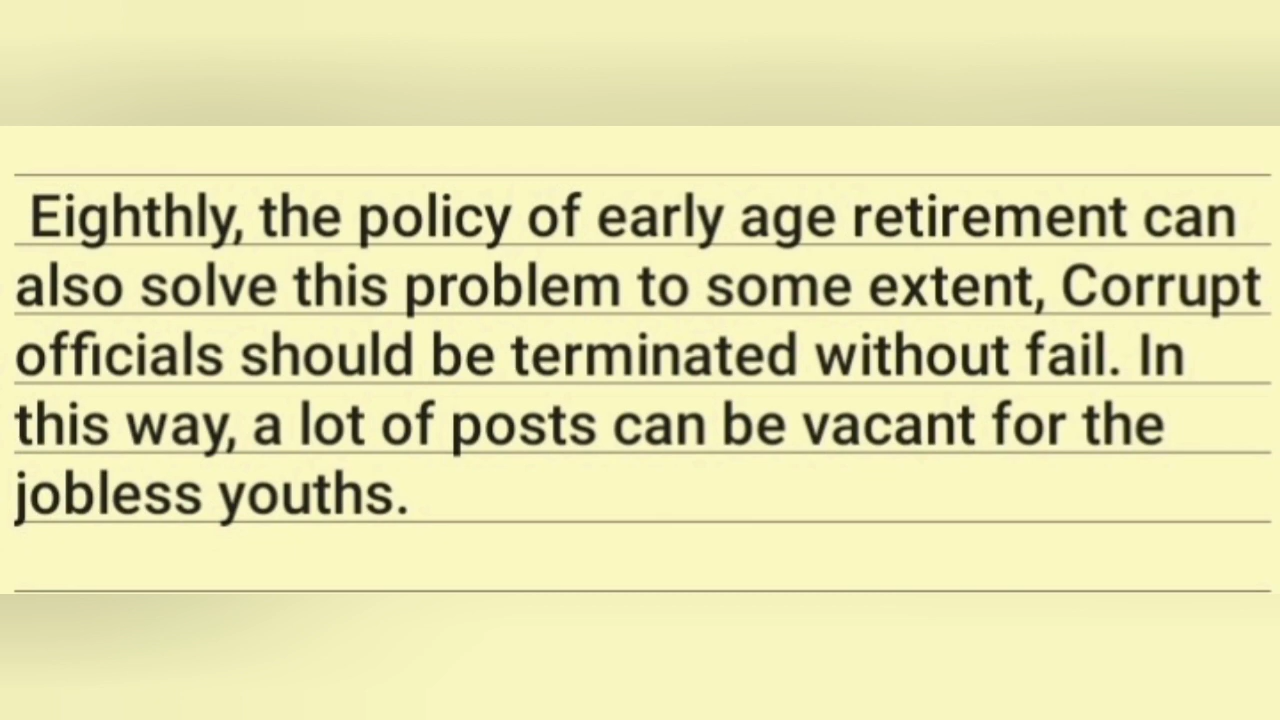 Eighthly, the policy of early age retirement can
also solve this problem to some extent, Corrupt
officials should be terminated without fail. In
this way, a lot of posts can be vacant for the
jobless youths.